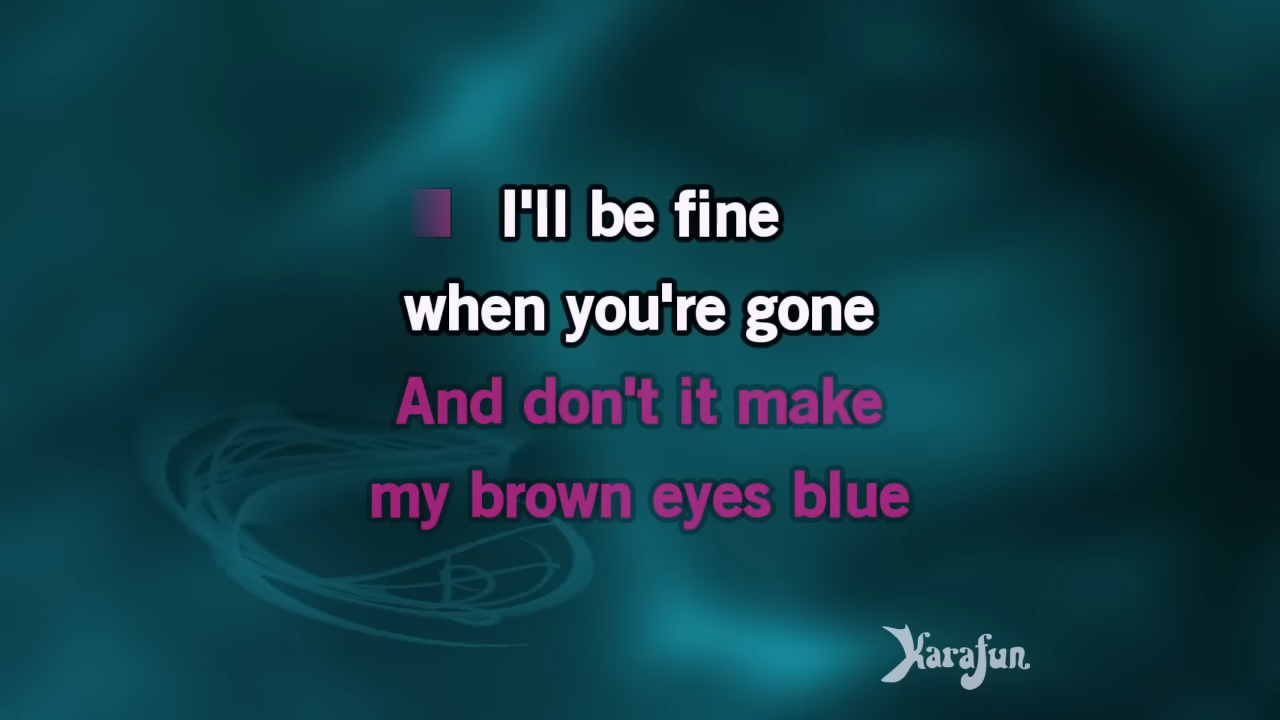 I'll be fine
when you're gone
And don't it make
my brown eyes blue
Karafun